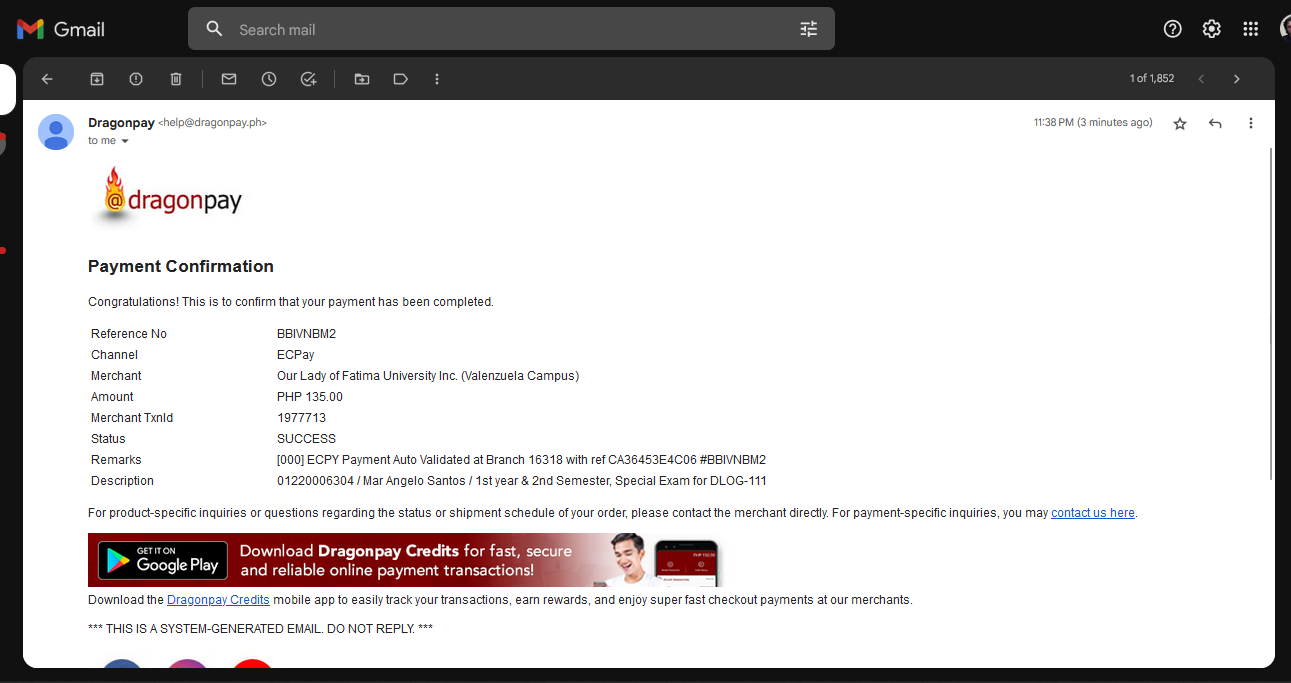 Gmail
Search mail
1 of 1,852
Dragonpay <help@dragonpay.ph>
11:38 PM (3 minutes ago)
to me
@dragonpay
Payment Confirmation
Congratulations! This is to confirm that your payment has been completed.
Reference No BBIVNBM2
Channel ECPay
Merchant Our Lady of Fatima University Inc. (Valenzuela Campus)
Amount PHP 135.00
Merchant TxnId 1977713
Status SUCCESS
Remarks [000] ECPY Payment Auto Validated at Branch 16318 with ref CA36453E4C06 #BBIVNBM2
Description 01220006304 / Mar Angelo Santos / 1st year & 2nd Semester, Special Exam for DLOG-111
For product-specific inquiries or questions regarding the status or shipment schedule of your order, please contact the merchant directly. For payment-specific inquiries, you may contact us here.
GET IT ON
Google Play
Download Dragonpay Credits for fast, secure
and reliable online payment transactions!
PHP 152.00
Download the Dragonpay Credits mobile app to easily track your transactions, earn rewards, and enjoy super fast checkout payments at our merchants.
*** THIS IS A SYSTEM-GENERATED EMAIL. DO NOT REPLY. ***